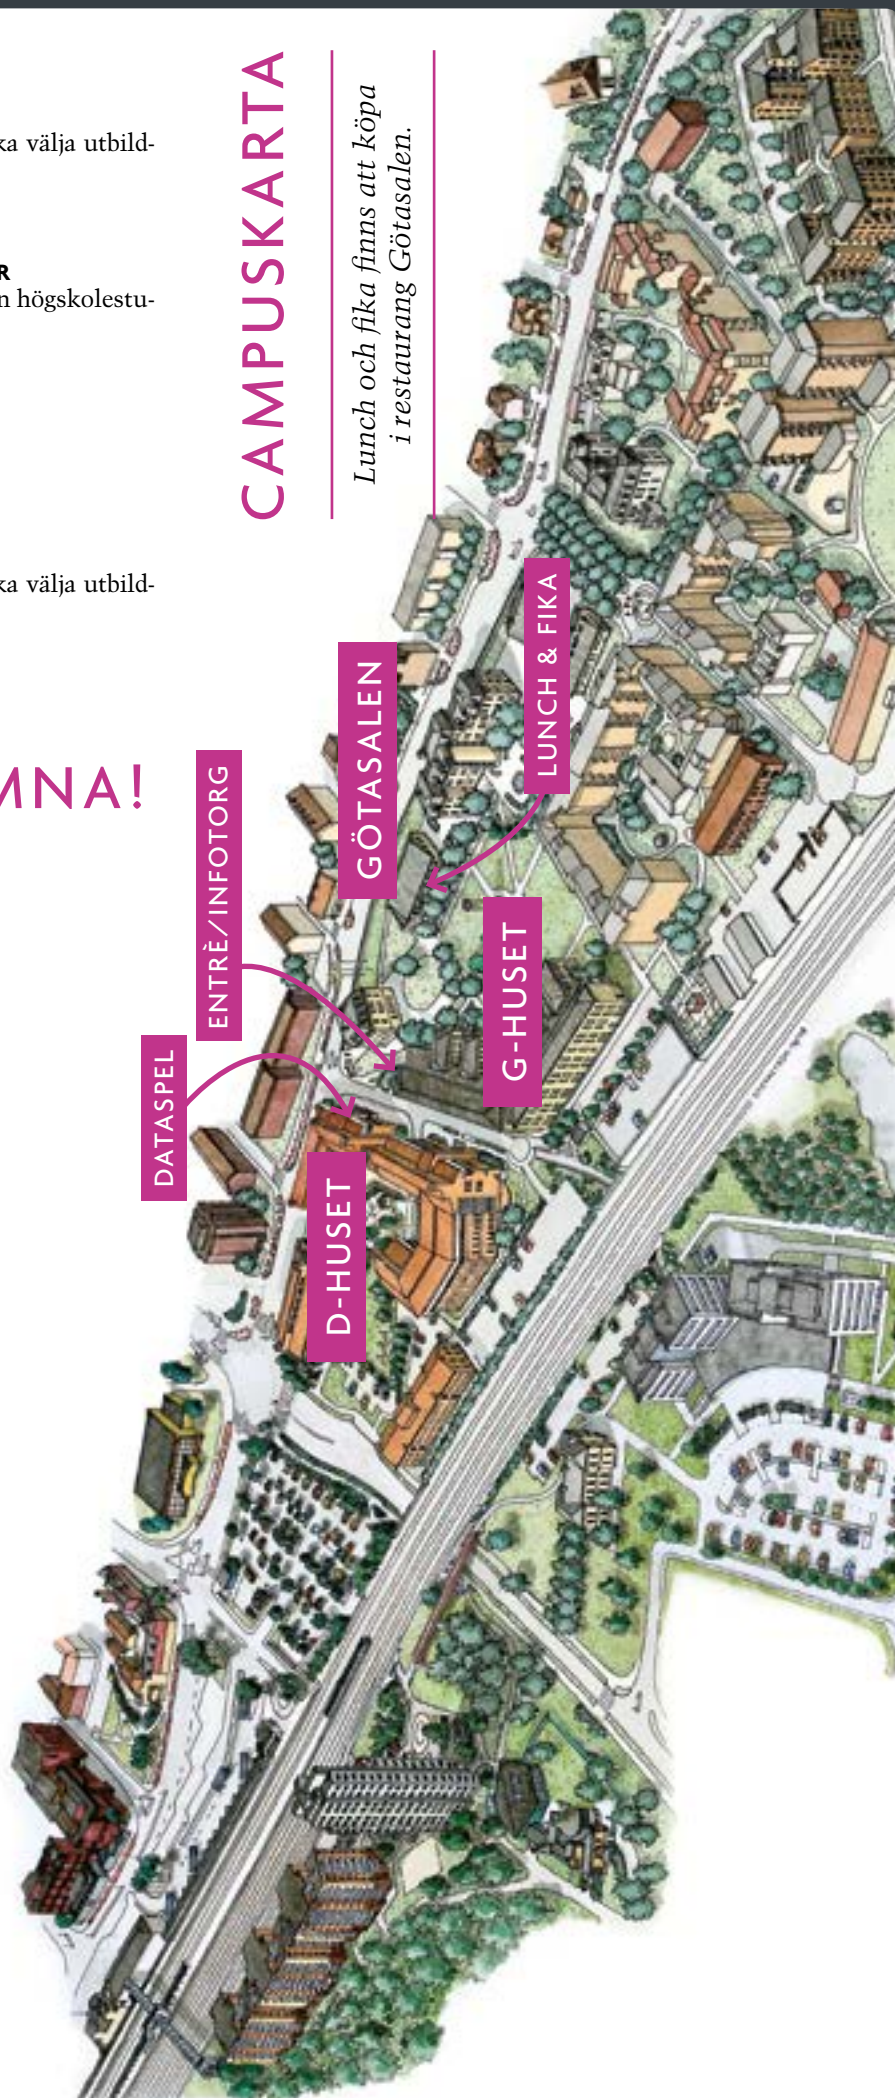 ka välja utbild-
R
n högskolestu-
ka välja utbild-
MNA!
CAMPUSKARTA
Lunch och fika finns att köpa
i restaurang Götasalen.
DATASPEL
ENTRÈ/INFOTORG
D-HUSET
GÖTASALEN
G-HUSET
LUNCH & FIKA